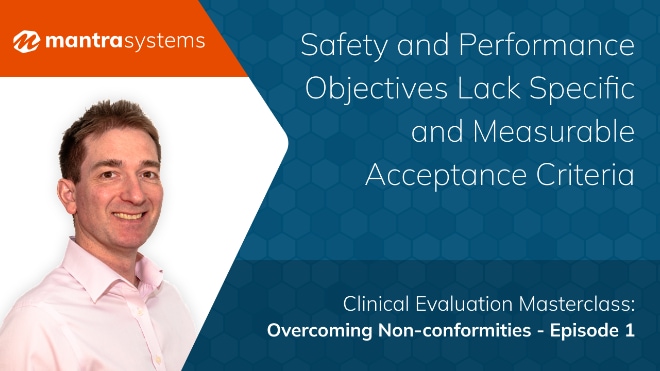 mantrasystems
Safety and Performance
Objectives Lack Specific
and Measurable
Acceptance Criteria
Clinical Evaluation Masterclass:
Overcoming Non-conformities - Episode 1